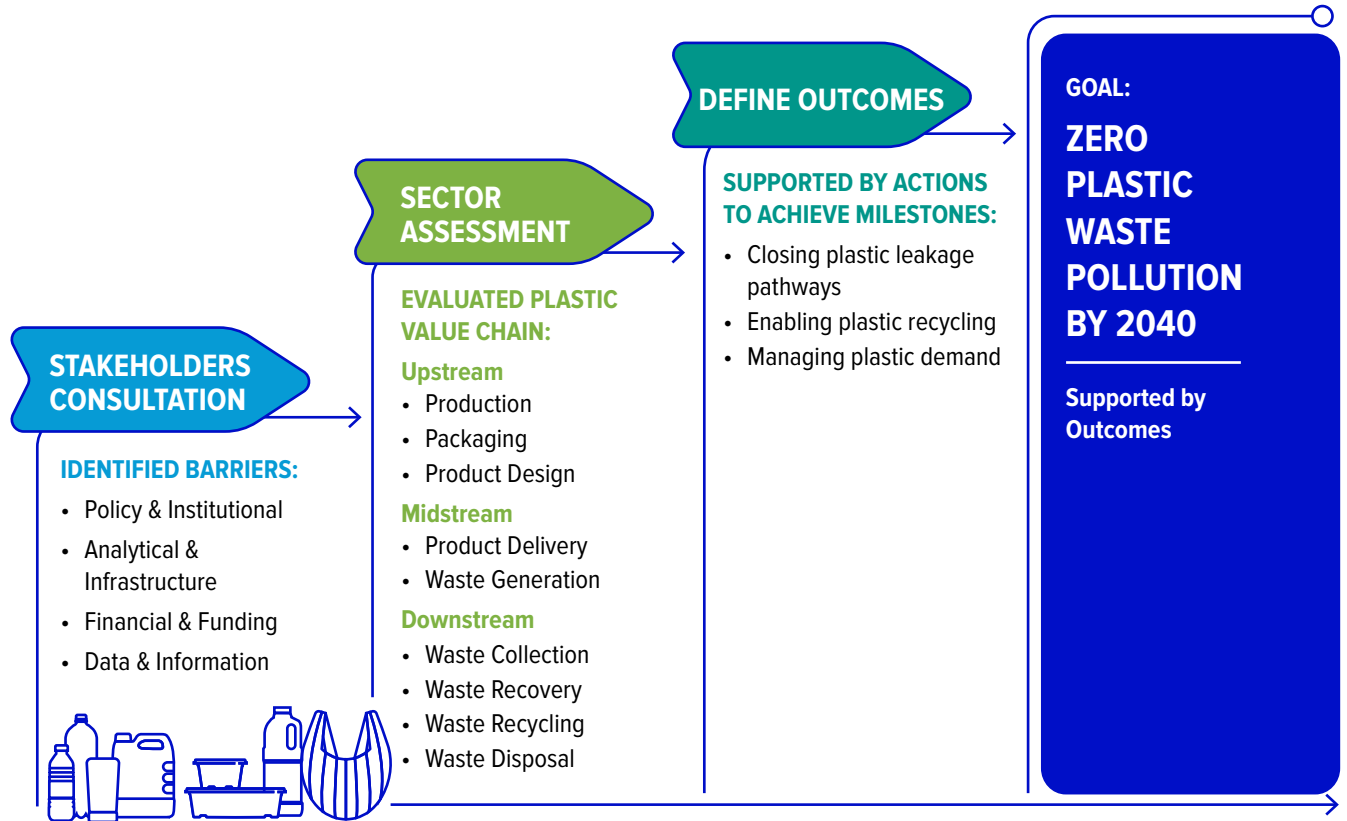 STAKEHOLDERS
CONSULTATION
IDENTIFIED BARRIERS:
• Policy & Institutional
• Analytical &
Infrastructure
• Financial & Funding
• Data & Information
SECTOR
ASSESSMENT
EVALUATED PLASTIC
VALUE CHAIN:
Upstream
• Production
• Packaging
• Product Design
Midstream
• Product Delivery
• Waste Generation
Downstream
• Waste Collection
• Waste Recovery
• Waste Recycling
• Waste Disposal
DEFINE OUTCOMES
SUPPORTED BY ACTIONS
TO ACHIEVE MILESTONES:
• Closing plastic leakage
pathways
• Enabling plastic recycling
• Managing plastic demand
GOAL:
ZERO
PLASTIC
WASTE
POLLUTION
BY 2040
Supported by
Outcomes